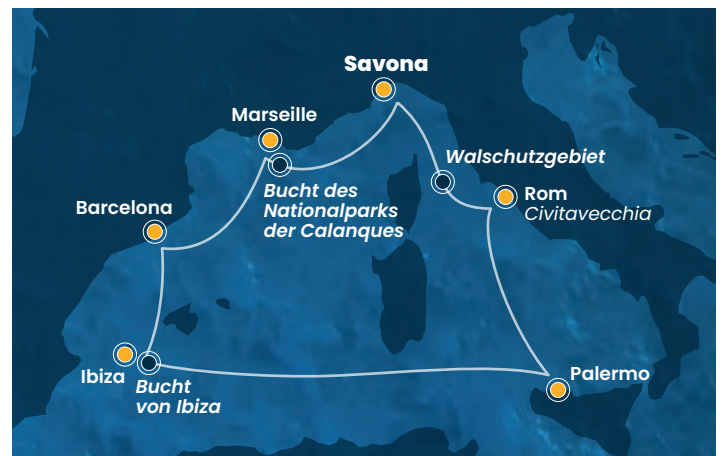 Savona
Marseille
Walschutzgebiet
Bucht des
Nationalparks
der Calanques
Rom
Civitavecchia
Barcelona
Ibiza
Bucht
von Ibiza
Palermo